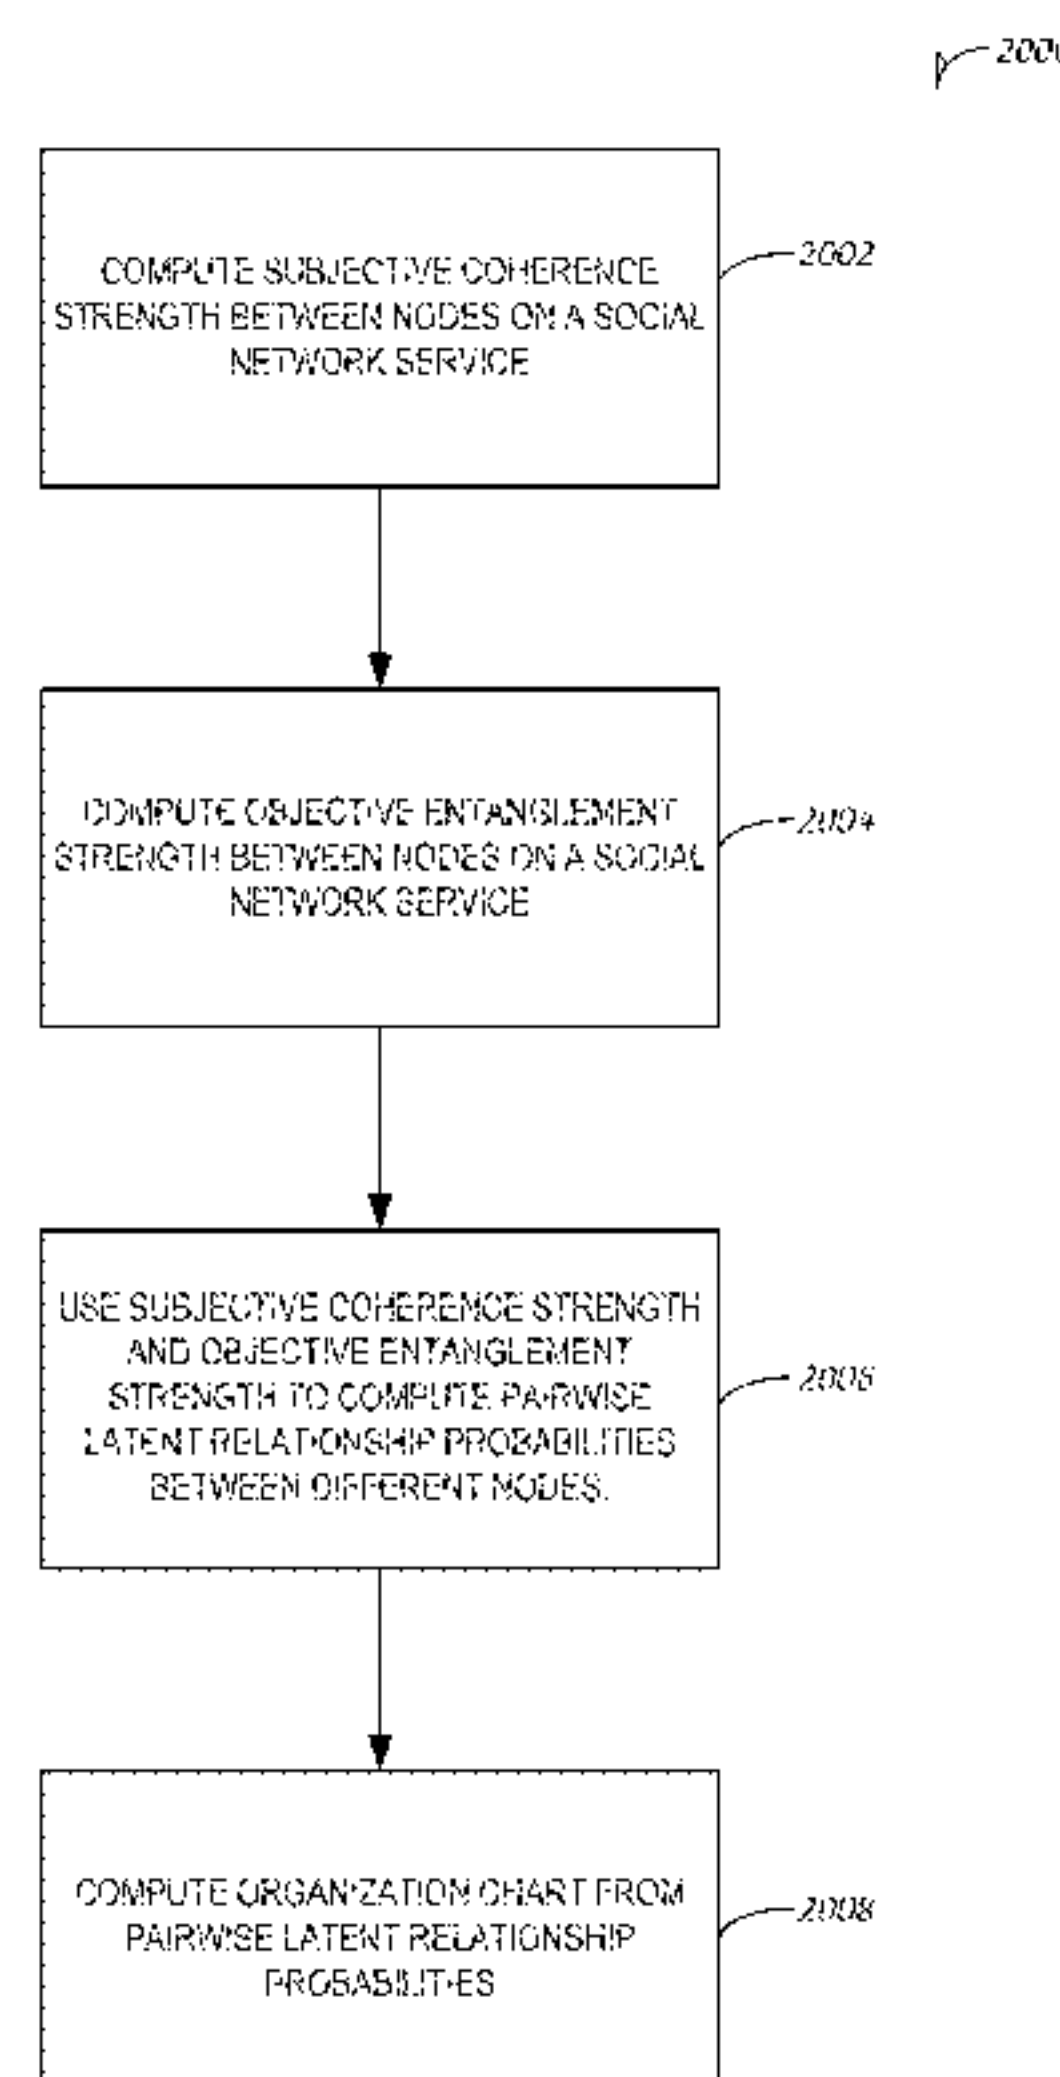 2002
COMPUTE SUBJECTIVE COHERENCE
STRENGTH BETWEEN NODES ON A SOCIAL
NETWORK SERVICE
2004
COMPUTE OBJECTIVE ENTANGLEMENT
STRENGTH BETWEEN NODES ON A SOCIAL
NETWORK SERVICE
2006
USE SUBJECTIVE COHERENCE STRENGTH
AND OBJECTIVE ENTANGLEMENT
STRENGTH TO COMPUTE PAIRWISE
LATENT RELATIONSHIP PROBABILITIES
BETWEEN DIFFERENT NODES.
2008
COMPUTE ORGANIZATION CHART FROM
PAIRWISE LATENT RELATIONSHIP
PROBABILITIES